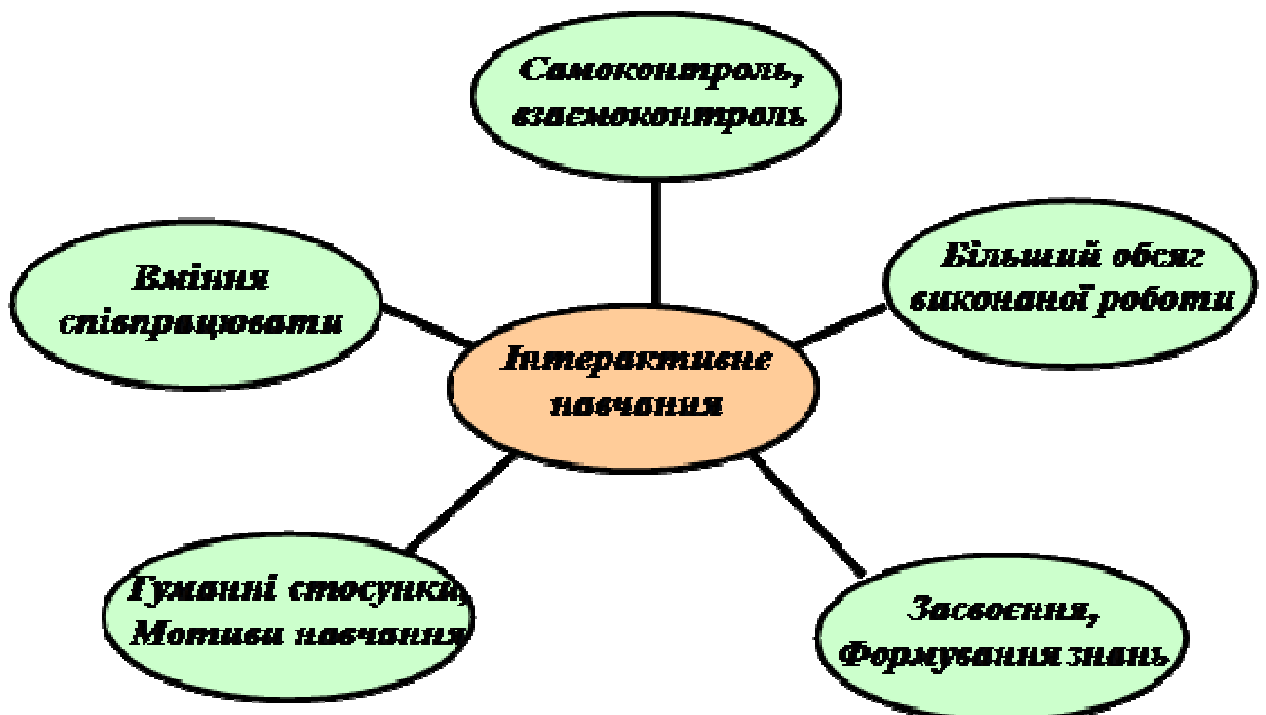 Самоконтроль,
взаємоконтроль
Вміння
співпрацювати
Більший обсяг
виконаної роботи
Інтерактивне
навчання
Гуманні стосунки,
Мотиви навчання
Засвоєння,
Формування знань